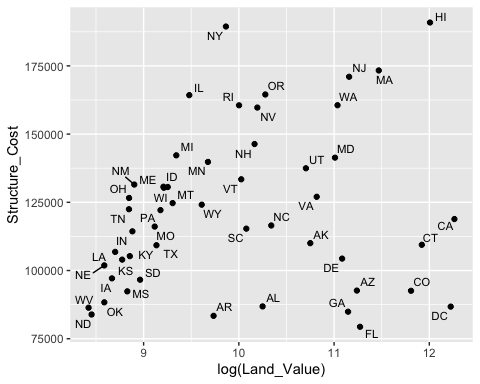 HI
NY
NJ
MA
IL
OR
RI
WA
NV
MI
NH
MD
MN
UT
NM
ME
ID
VT
OH
WI
MT
VA
WY
TN
PA
NC
CA
MO
SC
AK
CT
IN
KY
TX
LA
DE
NE
KS
SD
IA
MS
AZ
CO
WV
OK
AR
AL
GA
DC
ND
FL
175000
150000
125000
100000
75000
9
10
11
12
log(Land_Value)
Structure_Cost